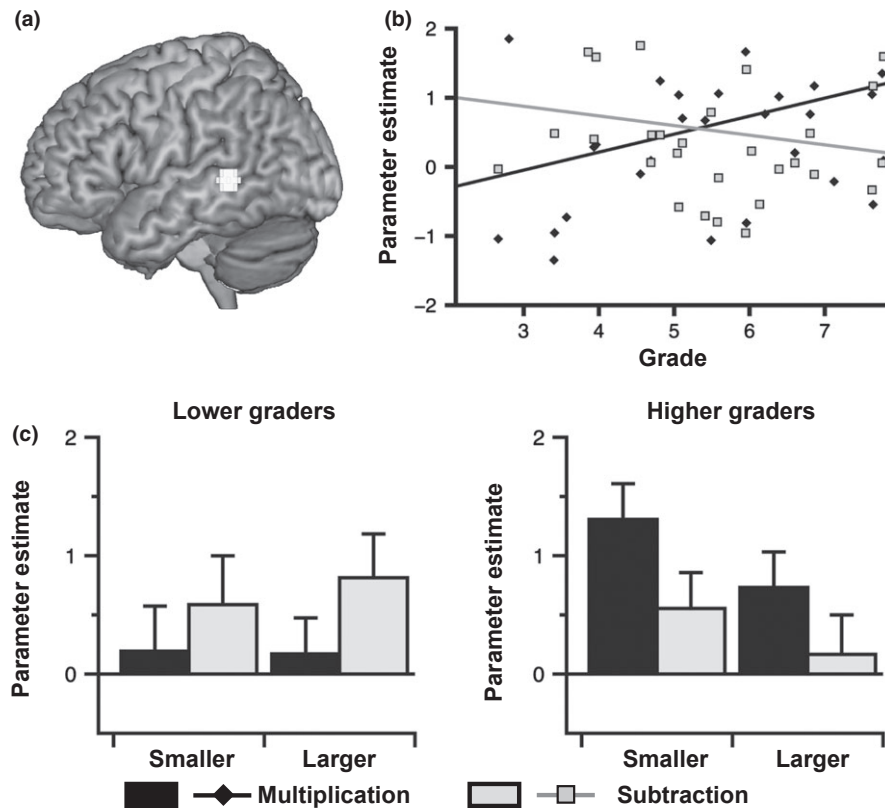 (a)
(b)
2
1
0
−1
−2
Parameter estimate
3 4 5 6 7
Grade
(c)
Lower graders
2
1
0
Parameter estimate
Smaller Larger
Higher graders
2
1
0
Parameter estimate
Smaller Larger
Multiplication Subtraction